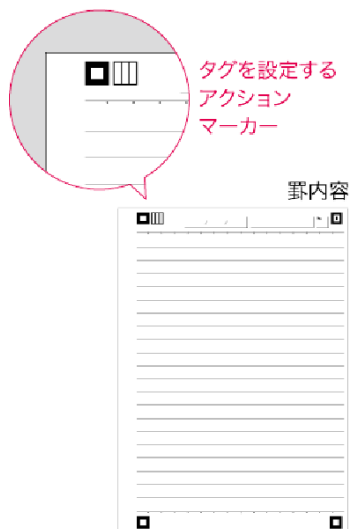 タグを設定する
アクション
マーカー
罫内容